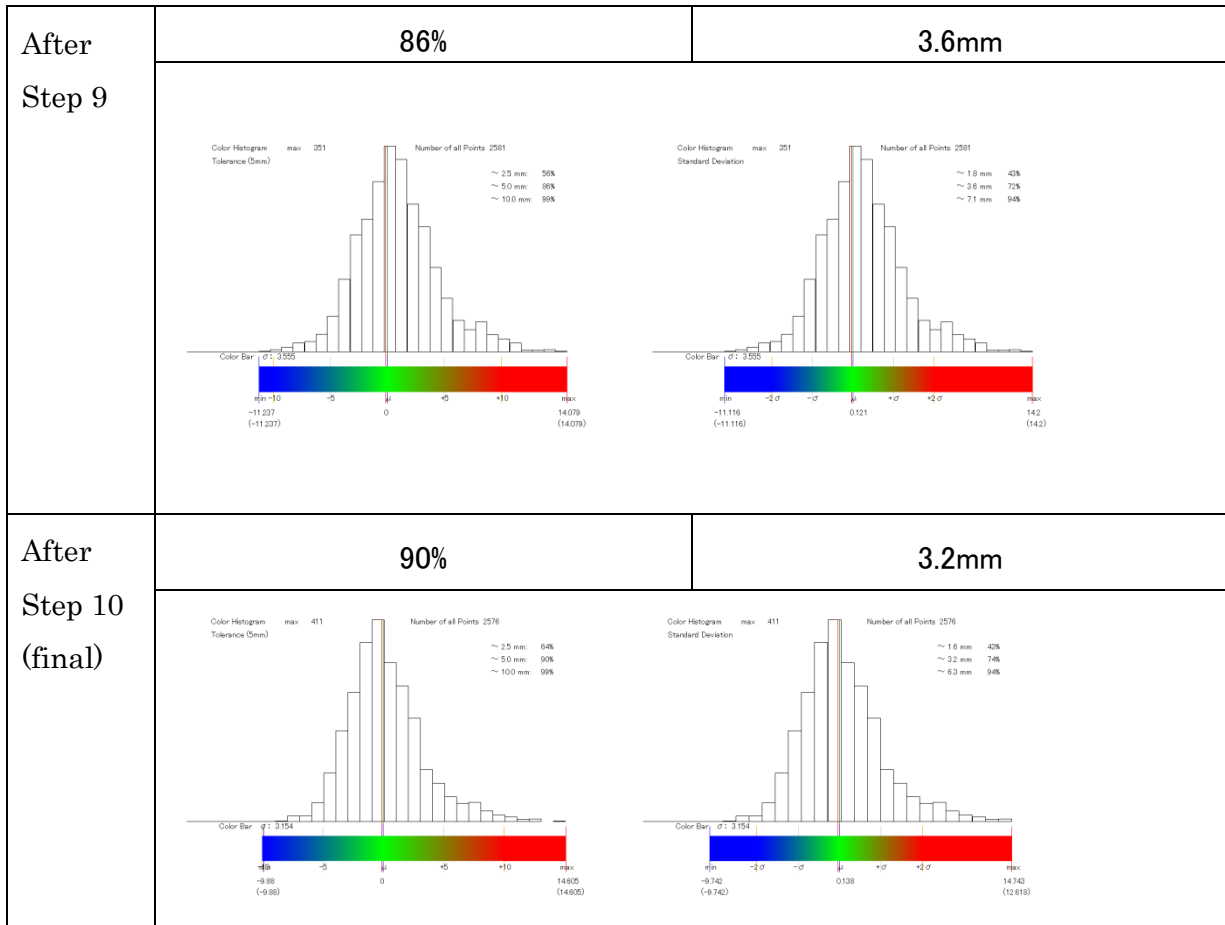 After
Step 9
86%
3.6mm
Color Histogram max 351 Number of all Points 2581
Tolerance (5mm)
～ 2.5 mm: 56%
～ 5.0 mm: 86%
～ 10.0 mm: 99%
Color Bar σ: 3.555
min -10 -5 μ +5 +10 max
-11.237 0 14.079
(-11.237) (14.079)
Color Histogram max 351 Number of all Points 2581
Standard Deviation
～ 1.8 mm 43%
～ 3.6 mm 72%
～ 7.1 mm 94%
Color Bar σ: 3.555
min -2σ -σ μ +σ +2σ max
-11.116 0.121 14.2
(-11.116) (14.2)
After
Step 10
(final)
90%
3.2mm
Color Histogram max 411 Number of all Points 2576
Tolerance (5mm)
～ 2.5 mm: 64%
～ 5.0 mm: 90%
～ 10.0 mm: 99%
Color Bar σ: 3.154
-5 μ +5 +10 max
-9.88 0 14.605
(-9.88) (14.605)
Color Histogram max 411 Number of all Points 2576
Standard Deviation
～ 1.6 mm 42%
～ 3.2 mm 74%
～ 6.3 mm 94%
Color Bar σ: 3.154
min -2σ -σ μ +σ +2σ max
-9.742 0.138 14.743
(-9.742) (12.618)